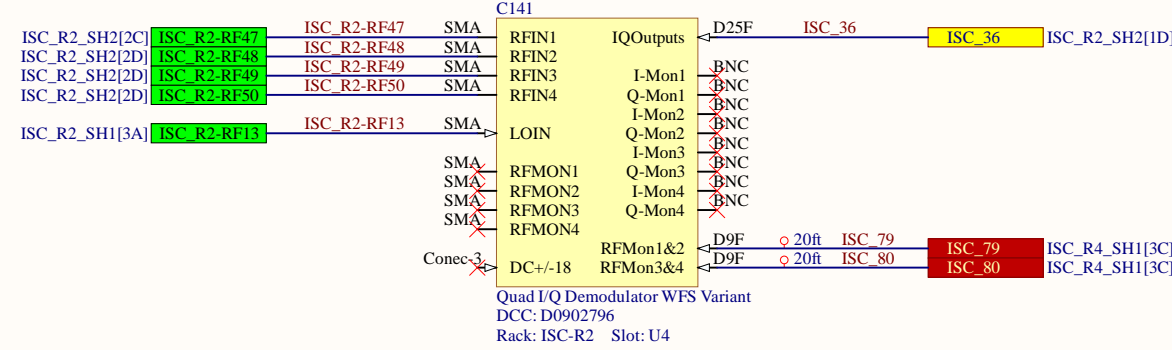 C141
ISC_R2_SH2[2C] ISC_R2-RF47 ISC_R2-RF47 SMA RFIN1 IQOutputs D25F ISC_36 ISC_36 ISC_R2_SH2[1D]
ISC_R2_SH2[2D] ISC_R2-RF48 ISC_R2-RF48 SMA RFIN2
ISC_R2_SH2[2D] ISC_R2-RF49 ISC_R2-RF49 SMA RFIN3 I-Mon1 BNC
ISC_R2_SH2[2D] ISC_R2-RF50 ISC_R2-RF50 SMA RFIN4 Q-Mon1 BNC
I-Mon2 BNC
ISC_R2_SH1[3A] ISC_R2-RF13 ISC_R2-RF13 SMA LOIN Q-Mon2 BNC
I-Mon3 BNC
SMA RFMON1 Q-Mon3 BNC
SMA RFMON2 I-Mon4 BNC
SMA RFMON3 Q-Mon4 BNC
SMA RFMON4
RFMon1&2 D9F 20ft ISC_79 ISC_79 ISC_R4_SH1[3C]
Conec-3 DC+/-18 RFMon3&4 D9F 20ft ISC_80 ISC_80 ISC_R4_SH1[3C]
Quad I/Q Demodulator WFS Variant
DCC: D0902796
Rack: ISC-R2 Slot: U4